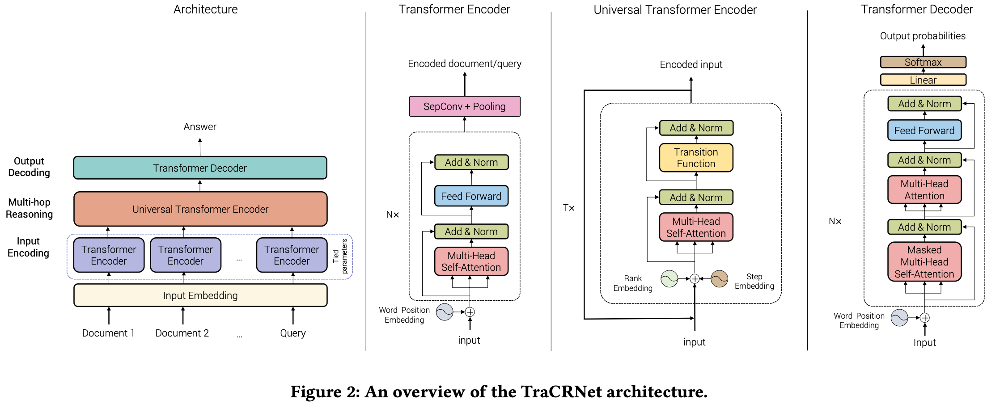 Architecture
Answer
Output
Decoding
Transformer Decoder
Multi-hop
Reasoning
Universal Transformer Encoder
Input
Encoding
Transformer
Encoder
Transformer
Encoder
...
Transformer
Encoder
Tied
parameters
Input Embedding
Document 1
Document 2
...
Query
Transformer Encoder
Encoded document/query
SepConv + Pooling
Add & Norm
Feed Forward
N×
Add & Norm
Multi-Head
Self-Attention
Word Position
Embedding
input
Universal Transformer Encoder
Encoded input
Add & Norm
Transition
Function
Add & Norm
T×
Multi-Head
Self-Attention
Rank
Embedding
Step
Embedding
input
Transformer Decoder
Output probabilities
Softmax
Linear
Add & Norm
Feed Forward
Add & Norm
Multi-Head
Attention
N×
Add & Norm
Masked
Multi-Head
Self-Attention
Word Position
Embedding
Input
Figure 2: An overview of the TraCRNet architecture.